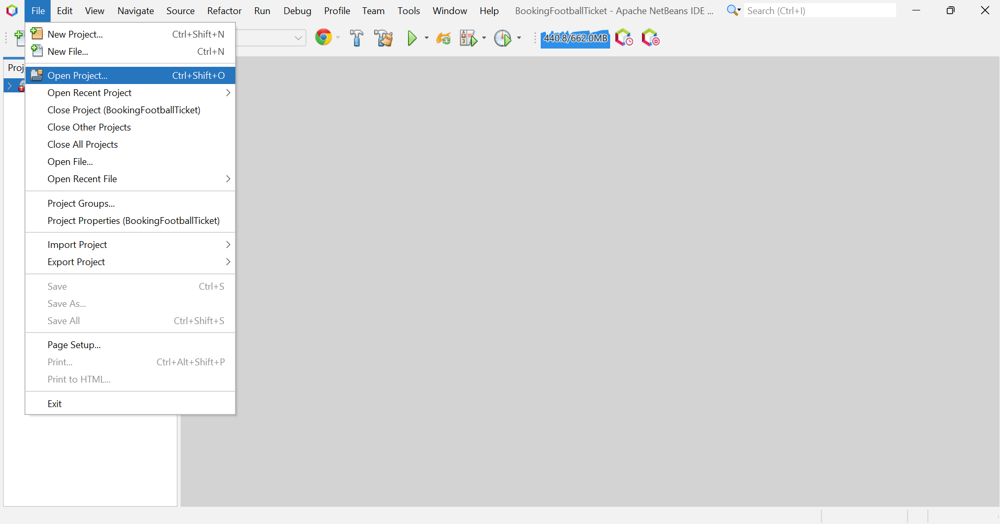 File Edit View Navigate Source Refactor Run Debug Profile Team Tools Window Help BookingFootballTicket - Apache NetBeans IDE ... Search (Ctrl+I)
440.8/662.0MB
New Project... Ctrl+Shift+N
New File... Ctrl+N
Proj
Open Project... Ctrl+Shift+O
Open Recent Project
Close Project (BookingFootballTicket)
Close Other Projects
Close All Projects
Open File...
Open Recent File
Project Groups...
Project Properties (BookingFootballTicket)
Import Project
Export Project
Save Ctrl+S
Save As...
Save All Ctrl+Shift+S
Page Setup...
Print... Ctrl+Alt+Shift+P
Print to HTML...
Exit